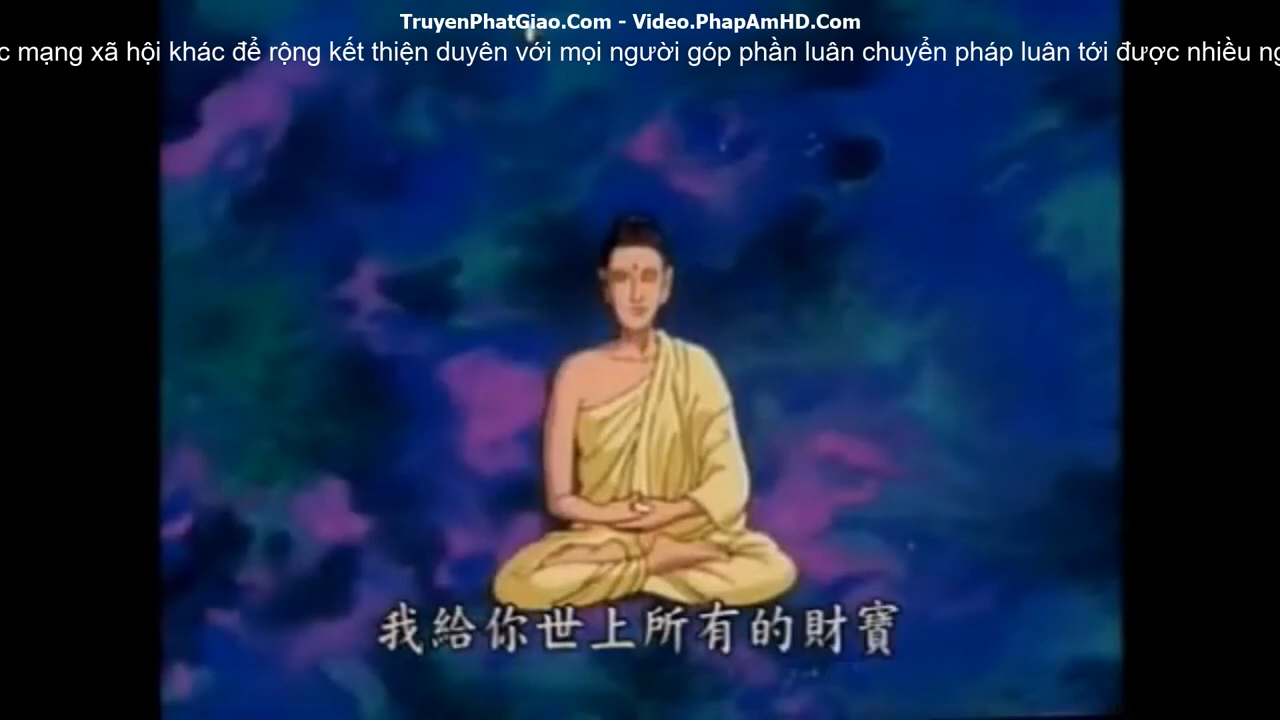 TruyenPhatGiao.Com - Video.PhapAmHD.Com
mạng xã hội khác để rộng kết thiện duyên với mọi người góp phần luân chuyển pháp luân tới được nhiều
我給你世上所有的財寶